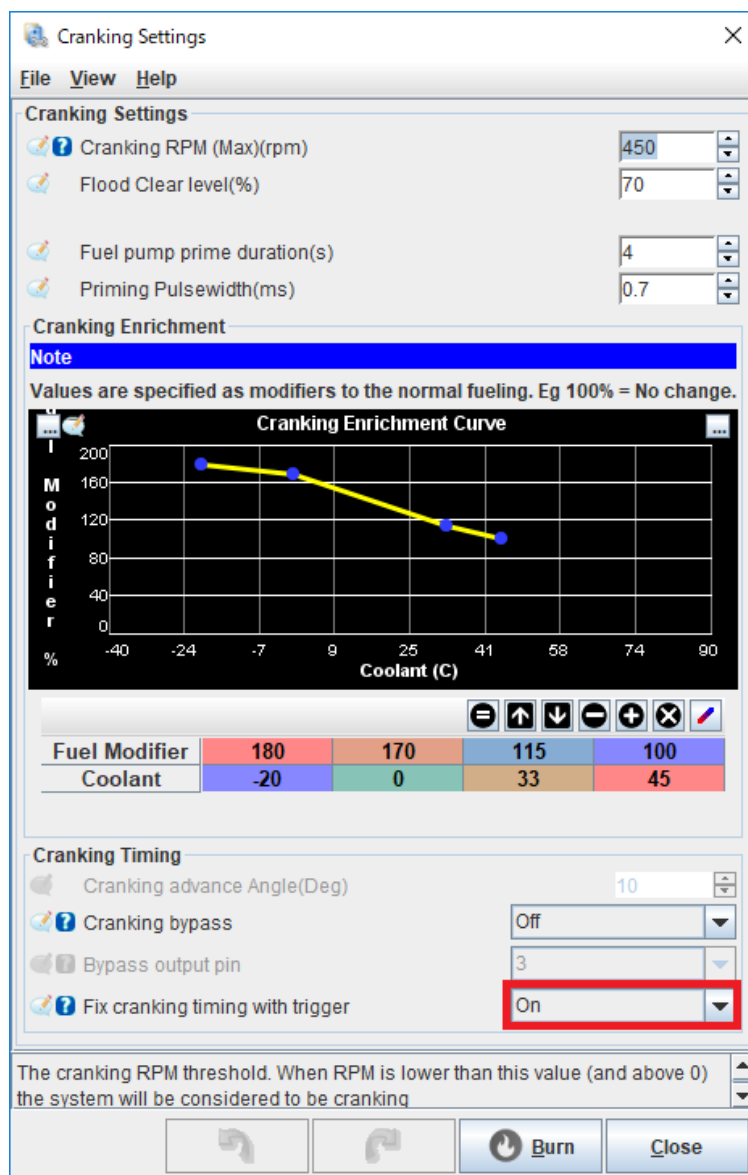 Cranking Settings
File View Help
Cranking Settings
Cranking RPM (Max)(rpm) 450
Flood Clear level(%) 70
Fuel pump prime duration(s) 4
Priming Pulsewidth(ms) 0.7
Cranking Enrichment
Note
Values are specified as modifiers to the normal fueling. Eg 100% = No change.
Cranking Enrichment Curve
Modifier %
200
160
120
80
40
0
-40 -24 -7 9 25 41 58 74 90
Coolant (C)
Fuel Modifier 180 170 115 100
Coolant -20 0 33 45
Cranking Timing
Cranking advance Angle(Deg) 10
Cranking bypass Off
Bypass output pin 3
Fix cranking timing with trigger On
The cranking RPM threshold. When RPM is lower than this value (and above 0)
the system will be considered to be cranking
Burn Close